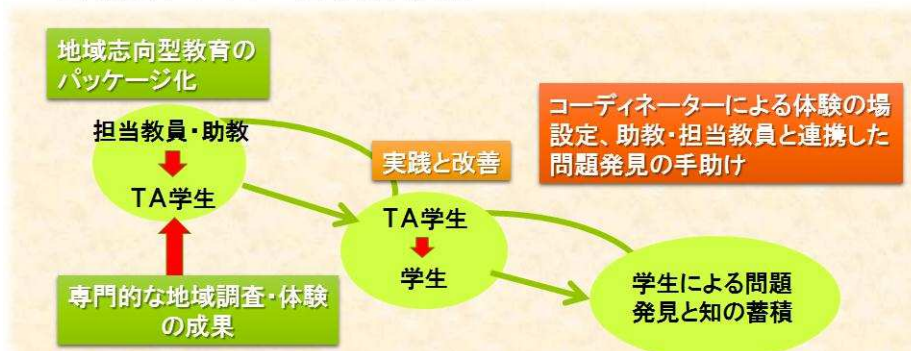 地域志向型教育の
パッケージ化
担当教員・助教
TA学生
専門的な地域調査・体験
の成果
実践と改善
TA学生
学生
コーディネーターによる体験の場
設定、助教・担当教員と連携した
問題発見の手助け
学生による問題
発見と知の蓄積